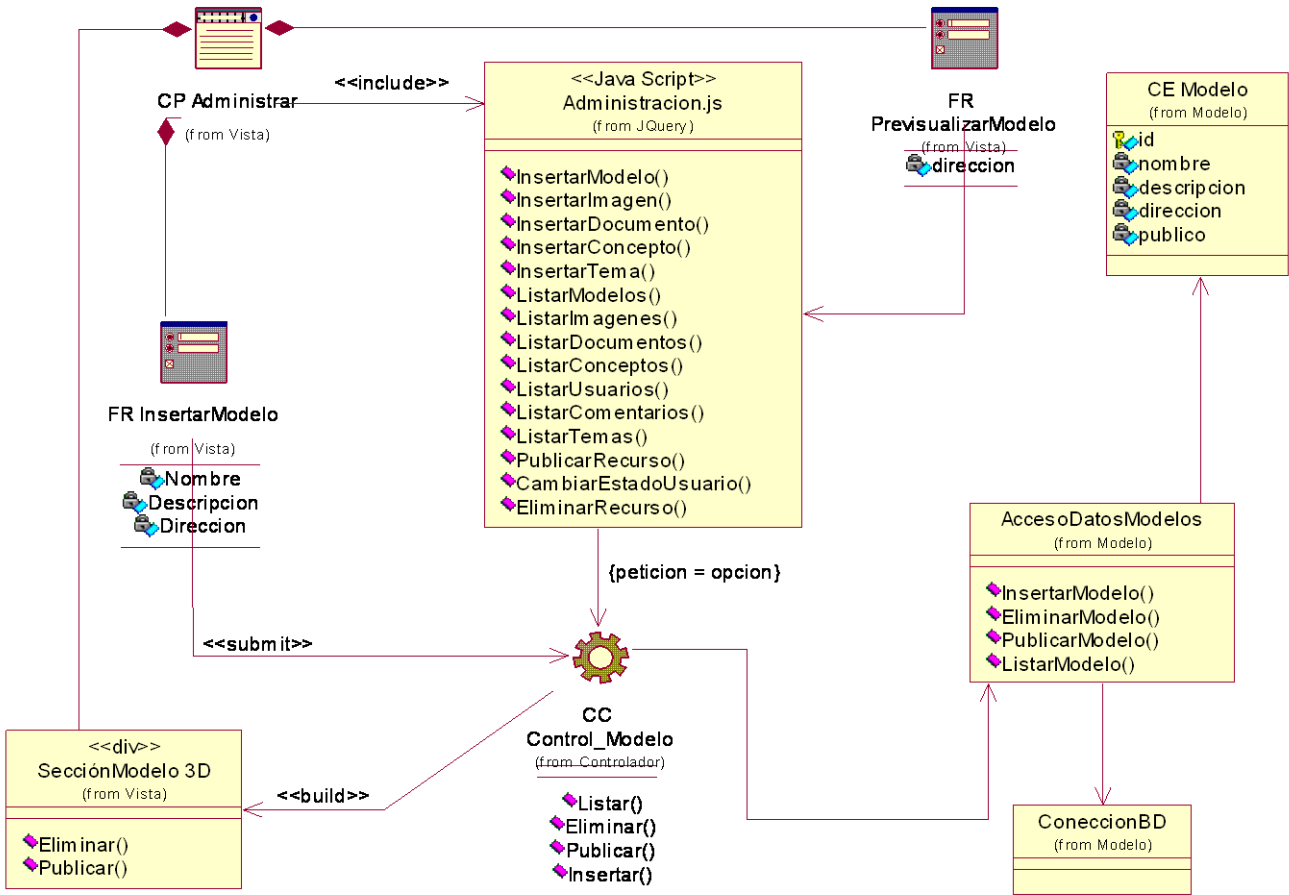 CP Administrar
(from Vista)
<<include>>
<<Java Script>>
Administracion.js
(from JQuery)
InsertarModelo()
InsertarImagen()
InsertarDocumento()
InsertarConcepto()
InsertarTema()
ListarModelos()
ListarImagenes()
ListarDocumentos()
ListarConceptos()
ListarUsuarios()
ListarComentarios()
ListarTemas()
PublicarRecurso()
CambiarEstadoUsuario()
EliminarRecurso()
FR
PrevisualizarModelo
(from Vista)
direccion
CE Modelo
(from Modelo)
id
nombre
descripcion
direccion
publico
FR InsertarModelo
(from Vista)
Nombre
Descripcion
Direccion
{peticion = opcion}
<<submit>>
AccesoDatosModelos
(from Modelo)
InsertarModelo()
EliminarModelo()
PublicarModelo()
ListarModelo()
CC
Control_Modelo
(from Controlador)
Listar()
Eliminar()
Publicar()
Insertar()
<<div>>
SecciónModelo 3D
(from Vista)
Eliminar()
Publicar()
<<build>>
ConeccionBD
(from Modelo)